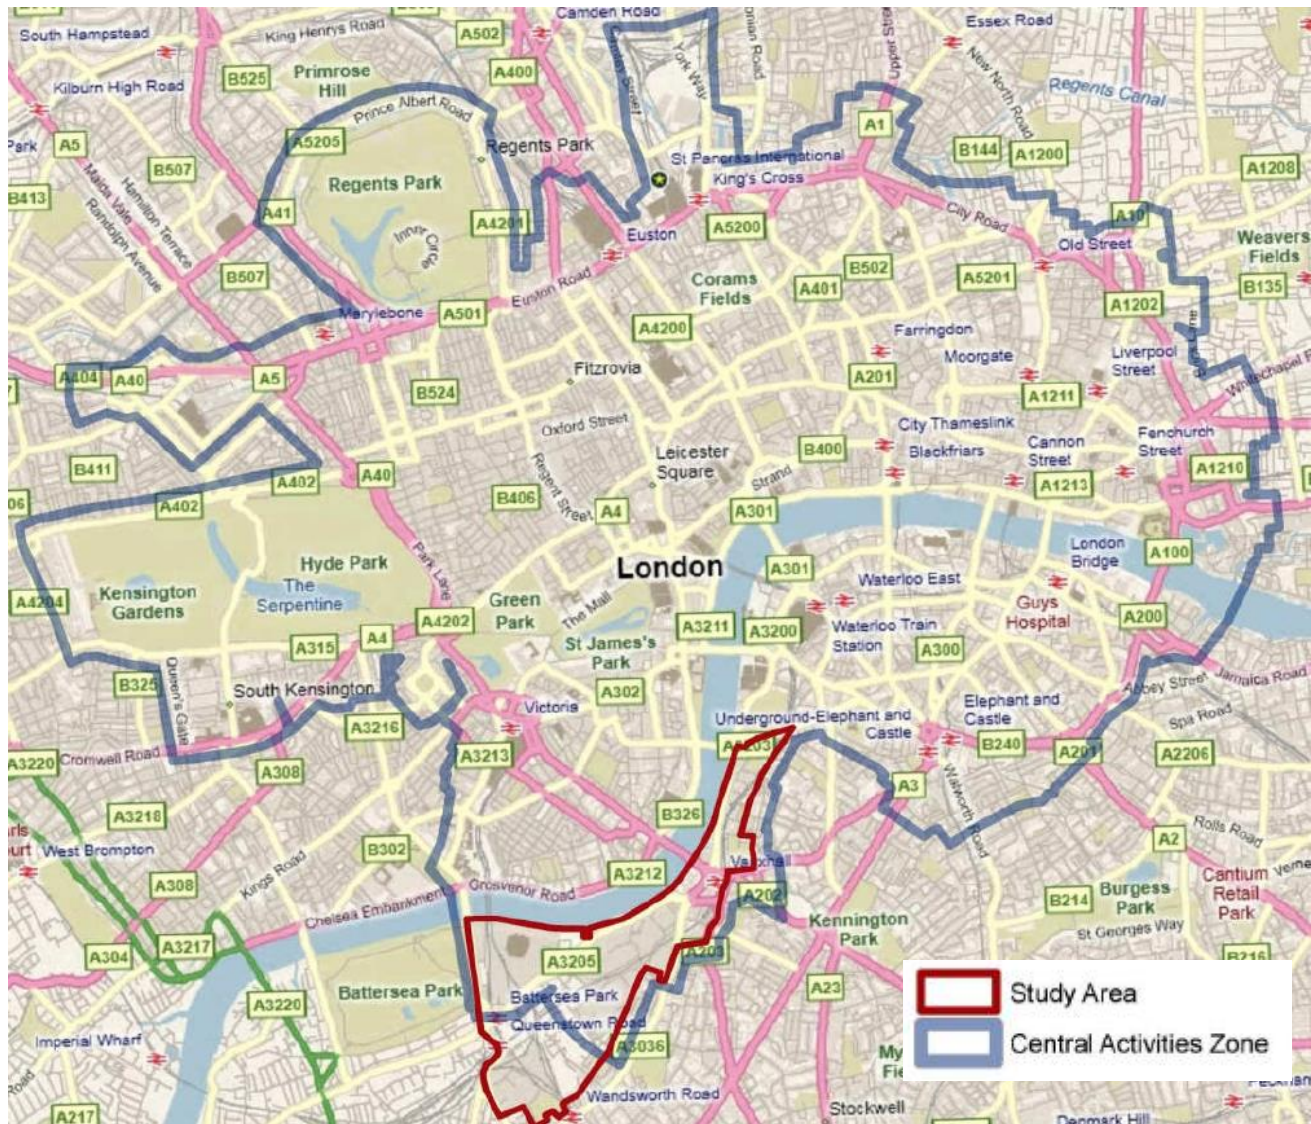 Camden Road
Essex Road
South Hampstead
King Henrys Road
A502
Upper Street
B525
Primrose
Hill
A400
York Way
New North Road
Kilburn High Road
Prince Albert Road
Regents Canal
A5
A5205
Regents Park
A1
B144
A1200
A1208
B507
St Pancras International
King's Cross
B413
Maida Vale
Hamilton Terrace
Randolph Avenue
Regents Park
A41
A4201
A5200
City Road
A10
Inner Circle
Euston
Old Street
Weavers
Fields
B507
Corams
Fields
B502
A401
A5201
B135
Euston Road
A1202
Marylebone
A501
A4200
Farringdon
Moorgate
Liverpool
Street
A404
A40
A5
Fitzrovia
A201
B524
A1211
Oxford Street
City Thameslink
Blackfriars
Cannon
Street
Fenchurch
Street
B411
Leicester
Square
B400
A402
A40
Regent Street
Strand
A1213
A1210
A402
B406
A4
A301
Park Lane
London
London
Bridge
A100
Hyde Park
The
Serpentine
Kensington
Gardens
A301
Waterloo East
A4204
Green
Park
The Mall
Guys
Hospital
A4202
A3211
A3200
Waterloo Train
Station
A200
A4
A315
St James's
Park
A300
B325
Queen's Gate
South Kensington
A302
Abbey Street
Jamaica Road
A3216
Victoria
Underground-Elephant and
Castle
Elephant and
Castle
Spa Road
Cromwell Road
A3220
A3213
A3203
B240
A201
A2206
A308
A3
Walworth Road
A3218
B326
A2
Rolls Road
West Brompton
B302
Vauxhall
A308
Kings Road
A3212
Grosvenor Road
A202
B214
Burgess
Park
Cantium
Retail
Park
Chelsea Embankment
Kennington
Park
St Georges Way
A304
A3217
A3205
A203
B216
A3220
Battersea Park
Battersea Park
A23
Queenstown Road
Imperial Wharf
A3036
Wandsworth Road
A217
Stockwell
Denmark Hill
Study Area
Central Activities Zone